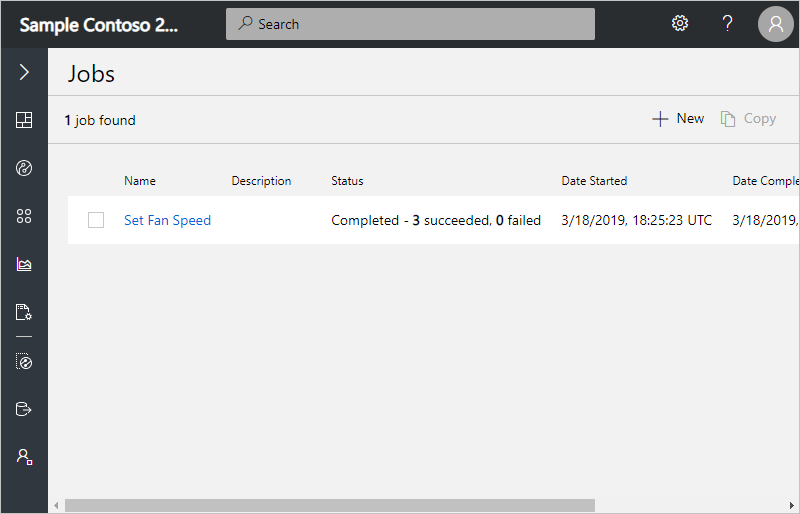 Sample Contoso 2...
Search
?
Jobs
1 job found
New
Copy
Name Description Status Date Started Date Comple
Set Fan Speed Completed - 3 succeeded, 0 failed 3/18/2019, 18:25:23 UTC 3/18/2019,